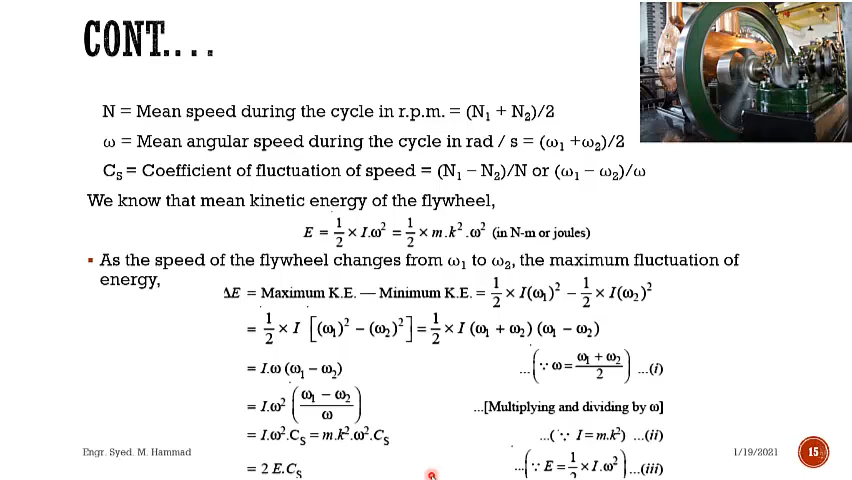 CONT....
N = Mean speed during the cycle in r.p.m. = (N₁ + N₂)/2
ω = Mean angular speed during the cycle in rad / s = (ω₁ +ω₂)/2
C_S = Coefficient of fluctuation of speed = (N₁ – N₂)/N or (ω₁ – ω₂)/ω
We know that mean kinetic energy of the flywheel,
E = 1/2 × I.ω² = 1/2 × m.k².ω² (in N-m or joules)
▪ As the speed of the flywheel changes from ω₁ to ω₂, the maximum fluctuation of
energy,
ΔE = Maximum K.E. — Minimum K.E. = 1/2 × I(ω₁)² – 1/2 × I(ω₂)²
= 1/2 × I [(ω₁)² – (ω₂)²] = 1/2 × I (ω₁ + ω₂) (ω₁ – ω₂)
= I.ω (ω₁ – ω₂) ...(∵ ω = (ω₁ + ω₂)/2) ...(i)
= I.ω² ((ω₁ – ω₂)/ω) ...[Multiplying and dividing by ω]
= I.ω².C_S = m.k².ω².C_S ...(∵ I = m.k²) ...(ii)
= 2 E.C_S ...(∵ E = 1/2 × I.ω²) ...(iii)
Engr. Syed. M. Hammad
1/19/2021
15